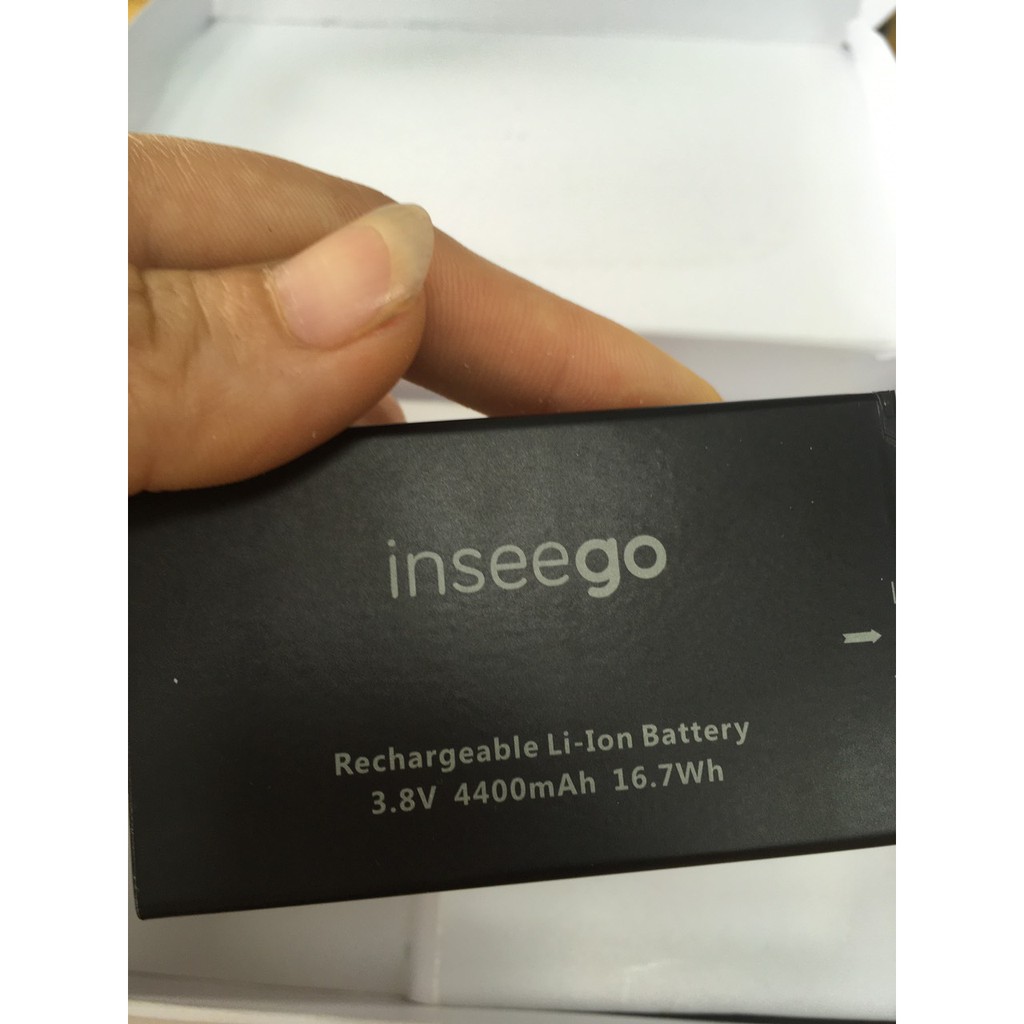 inseego
Rechargeable Li-Ion Battery
3.8V 4400mAh 16.7Wh